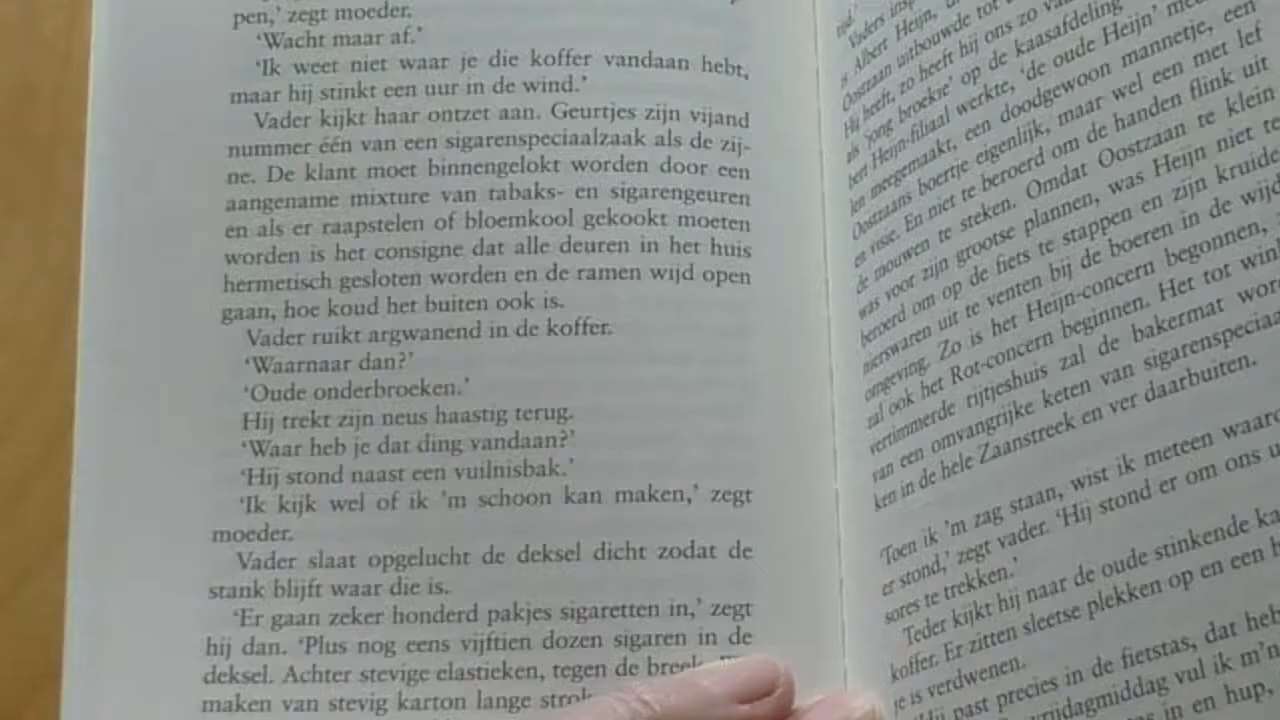 pen,’ zegt moeder.
‘Wacht maar af.’
‘Ik weet niet waar je die koffer vandaan hebt,
maar hij stinkt een uur in de wind.’
Vader kijkt haar ontzet aan. Geurtjes zijn vijand
nummer één van een sigarenspeciaalzaak als de zij-
ne. De klant moet binnengelokt worden door een
aangename mixture van tabaks- en sigarengeuren
en als er raapstelen of bloemkool gekookt moeten
worden is het consigne dat alle deuren in het huis
hermetisch gesloten worden en de ramen wijd open
gaan, hoe koud het buiten ook is.
Vader ruikt argwanend in de koffer.
‘Waarnaar dan?’
‘Oude onderbroeken.’
Hij trekt zijn neus haastig terug.
‘Waar heb je dat ding vandaan?’
‘Hij stond naast een vuilnisbak.’
‘Ik kijk wel of ik ’m schoon kan maken,’ zegt
moeder.
Vader slaat opgelucht de deksel dicht zodat de
stank blijft waar die is.
‘Er gaan zeker honderd pakjes sigaretten in,’ zegt
hij dan. ‘Plus nog eens vijftien dozen sigaren in de
deksel. Achter stevige elastieken, tegen de
maken van stevig karton lange
Vaders
is Albert Heijn,
Oostzaan uitbouwde tot
Hij heeft, zo heeft hij ons zo
als ‘jong broekie’ op de kaasafdeling
bert Heijn-filiaal werkte, ‘de oude Heijn’
len meegemaakt, een doodgewoon mannetje, een
Oostzaans boertje eigenlijk, maar wel een met lef
en visie. En niet te beroerd om de handen flink uit
de mouwen te steken. Omdat Oostzaan te klein
was voor zijn grootse plannen, was Heijn niet te
beroerd om op de fiets te stappen en zijn
nierswaren uit te venten bij de boeren in de
omgeving. Zo is het Heijn-concern begonnen,
zal ook het Rot-concern beginnen. Het tot
vertimmerde rijtjeshuis zal de bakermat
van een omvangrijke keten van
ken in de hele Zaanstreek en ver daarbuiten.
‘Toen ik ’m zag staan, wist ik meteen
er stond,’ zegt vader. ‘Hij stond er om ons
sores te trekken.’
Teder kijkt hij naar de oude stinkende
koffer. Er zitten sleetse plekken op en een
je is verdwenen.
past precies in de fietstas, dat
vul ik m’n
in en hup,